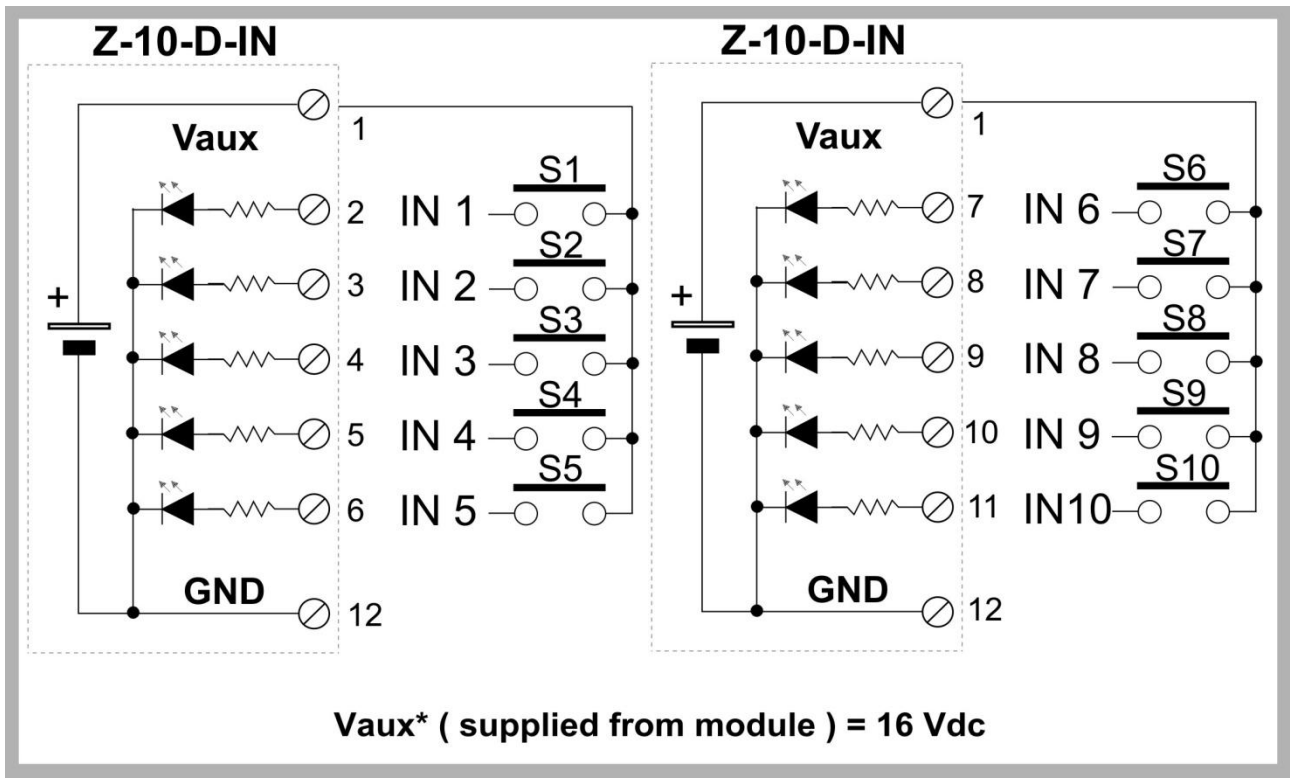 Z-10-D-IN
1
Vaux
2 IN 1 S1
3 IN 2 S2
+
4 IN 3 S3
5 IN 4 S4
6 IN 5 S5
GND
12
Z-10-D-IN
1
Vaux
7 IN 6 S6
8 IN 7 S7
+
9 IN 8 S8
10 IN 9 S9
11 IN10 S10
GND
12
Vaux* ( supplied from module ) = 16 Vdc